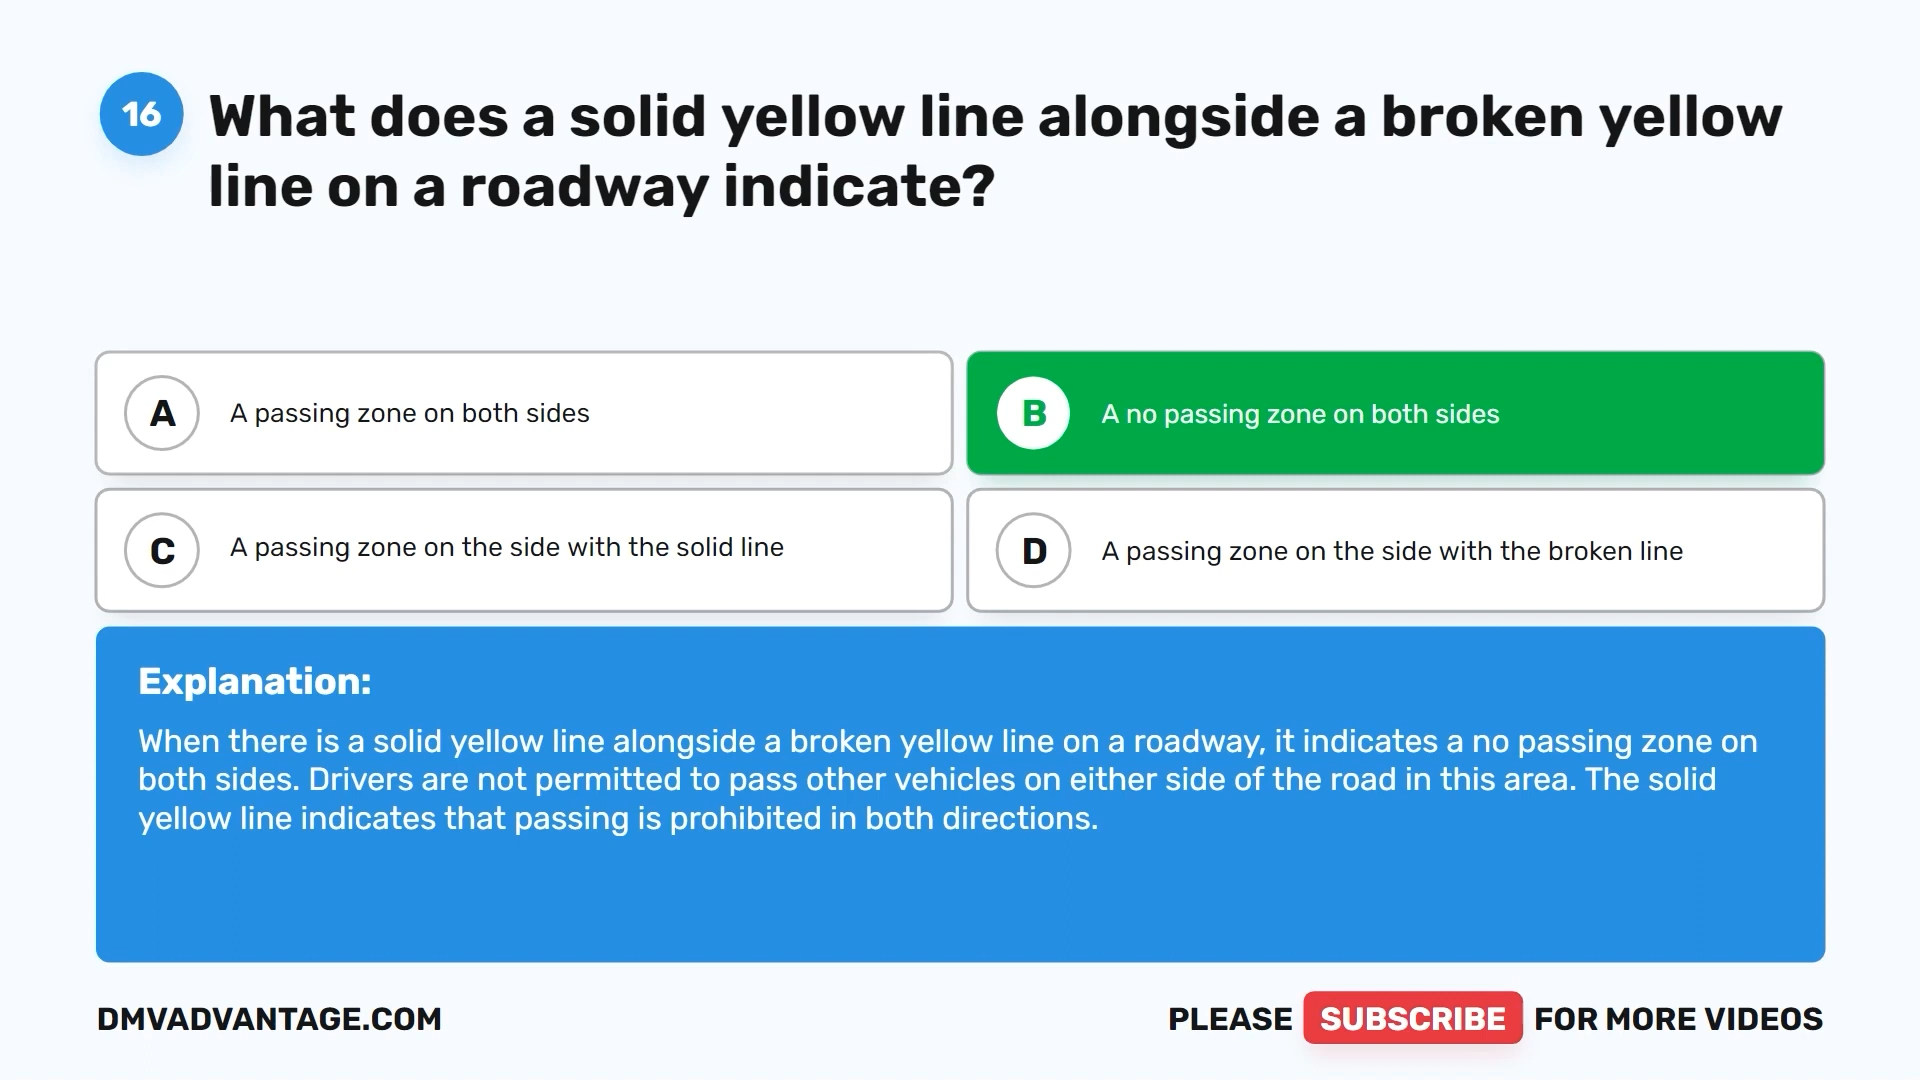 16
What does a solid yellow line alongside a broken yellow
line on a roadway indicate?
A
A passing zone on both sides
B
A no passing zone on both sides
C
A passing zone on the side with the solid line
D
A passing zone on the side with the broken line
Explanation:
When there is a solid yellow line alongside a broken yellow line on a roadway, it indicates a no passing zone on
both sides. Drivers are not permitted to pass other vehicles on either side of the road in this area. The solid
yellow line indicates that passing is prohibited in both directions.
DMVADVANTAGE.COM
PLEASE SUBSCRIBE FOR MORE VIDEOS